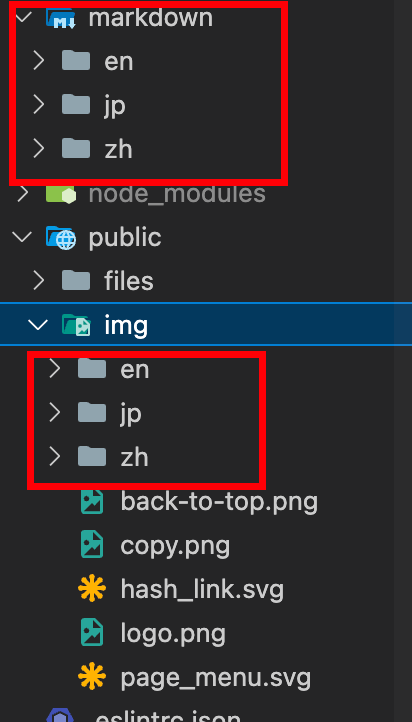 markdown
en
jp
zh
node_modules
public
files
img
en
jp
zh
back-to-top.png
copy.png
hash_link.svg
logo.png
page_menu.svg
.eslintrc.json